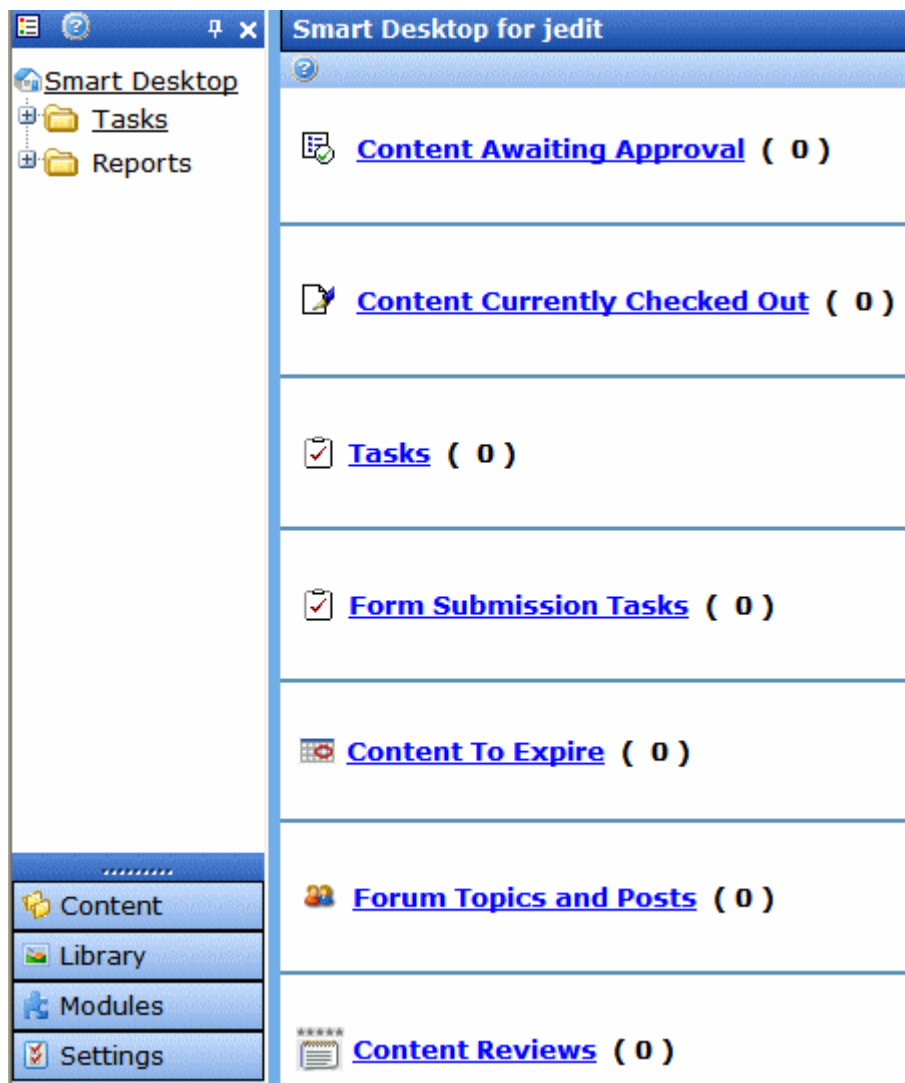 Smart Desktop
Tasks
Reports
Content
Library
Modules
Settings
Smart Desktop for jedit
Content Awaiting Approval ( 0 )
Content Currently Checked Out ( 0 )
Tasks ( 0 )
Form Submission Tasks ( 0 )
Content To Expire ( 0 )
Forum Topics and Posts ( 0 )
Content Reviews ( 0 )